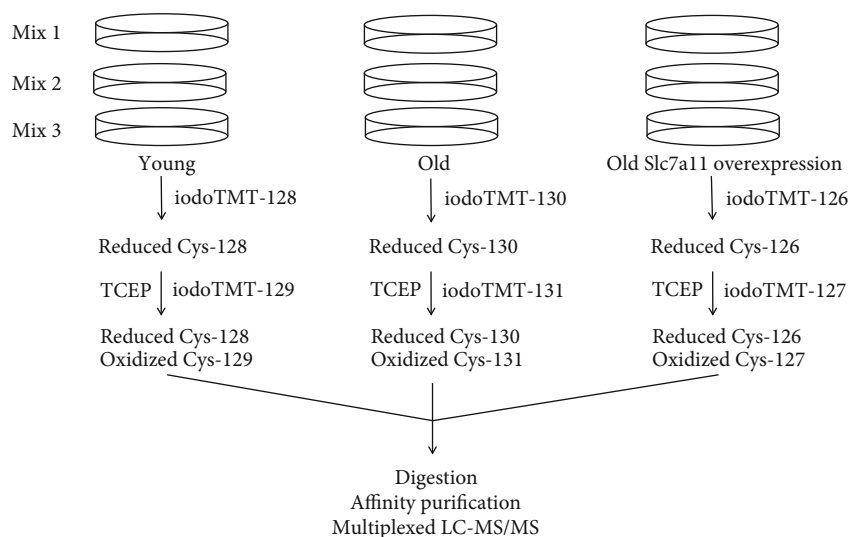 Mix 1
Mix 2
Mix 3
Young
Old
Old Slc7a11 overexpression
iodoTMT-128
iodoTMT-130
iodoTMT-126
Reduced Cys-128
Reduced Cys-130
Reduced Cys-126
TCEP
iodoTMT-129
TCEP
iodoTMT-131
TCEP
iodoTMT-127
Reduced Cys-128
Oxidized Cys-129
Reduced Cys-130
Oxidized Cys-131
Reduced Cys-126
Oxidized Cys-127
Digestion
Affinity purification
Multiplexed LC-MS/MS